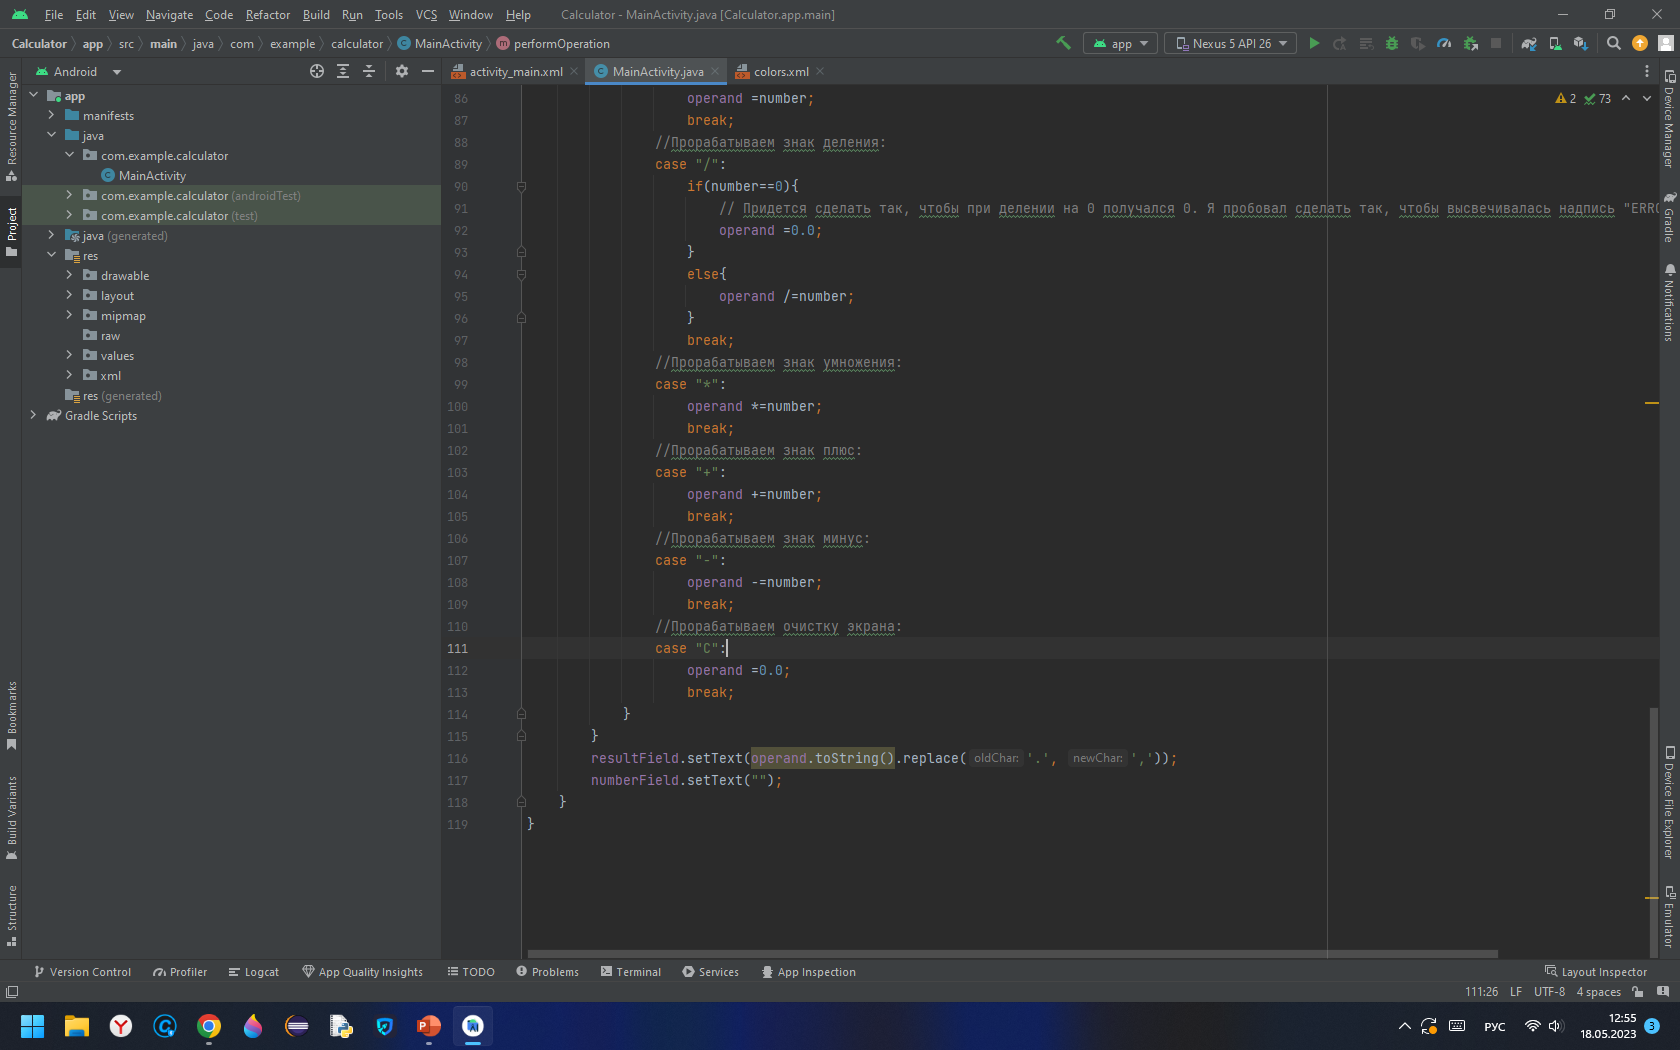 File Edit View Navigate Code Refactor Build Run Tools VCS Window Help Calculator - MainActivity.java [Calculator.app.main]
Calculator app src main java com example calculator MainActivity performOperation app Nexus 5 API 26
Android
activity_main.xml MainActivity.java colors.xml
Resource Manager
Project
Bookmarks
Build Variants
Structure
app
manifests
java
com.example.calculator
MainActivity
com.example.calculator (androidTest)
com.example.calculator (test)
java (generated)
res
drawable
layout
mipmap
raw
values
xml
res (generated)
Gradle Scripts
2 73
86 operand =number;
87 break;
88 //Прорабатываем знак деления:
89 case "/":
90 if(number==0){
91 // Придется сделать так, чтобы при делении на 0 получался 0. Я пробовал сделать так, чтобы высвечивалась надпись "ERRO
92 operand =0.0;
93 }
94 else{
95 operand /=number;
96 }
97 break;
98 //Прорабатываем знак умножения:
99 case "*":
100 operand *=number;
101 break;
102 //Прорабатываем знак плюс:
103 case "+":
104 operand +=number;
105 break;
106 //Прорабатываем знак минус:
107 case "-":
108 operand -=number;
109 break;
110 //Прорабатываем очистку экрана:
111 case "C":
112 operand =0.0;
113 break;
114 }
115 }
116 resultField.setText(operand.toString().replace( oldChar: '.', newChar: ','));
117 numberField.setText("");
118 }
119 }
Device Manager
Gradle
Notifications
Device File Explorer
Emulator
Version Control Profiler Logcat App Quality Insights TODO Problems Terminal Services App Inspection Layout Inspector
111:26 LF UTF-8 4 spaces
РУС 12:55
18.05.2023 3